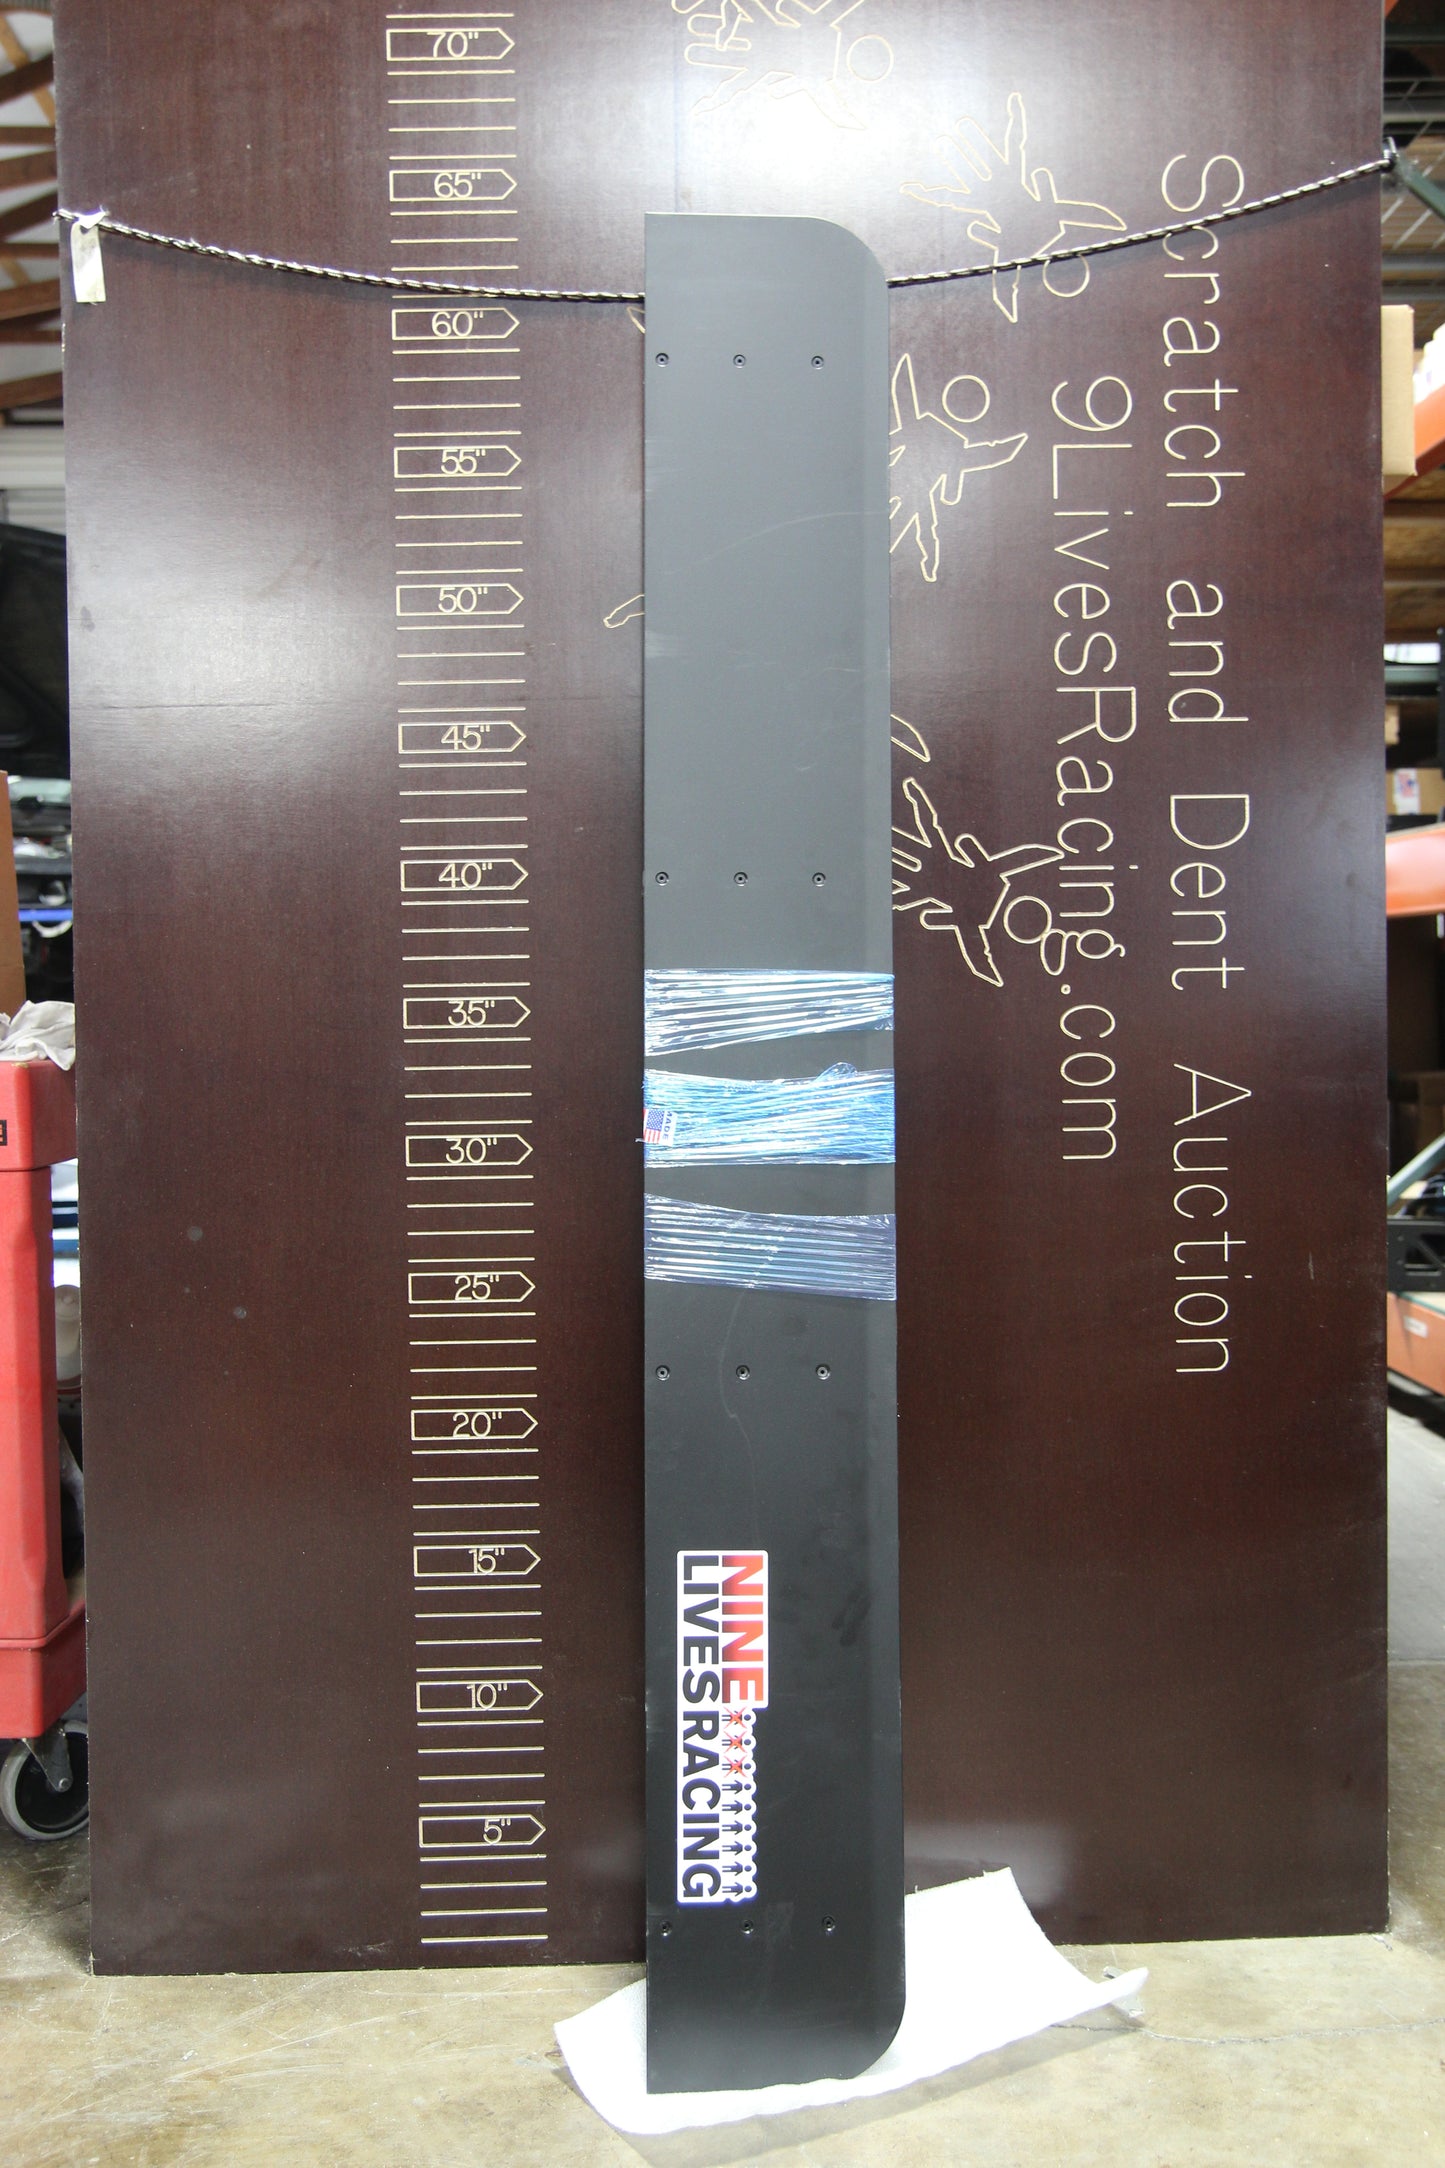 70"
65"
60"
55"
50"
45"
40"
35"
30"
25"
20"
15"
10"
5"
Scratch and Dent Auction
9LivesRacing.com
MADE
NINE
LIVES RACING